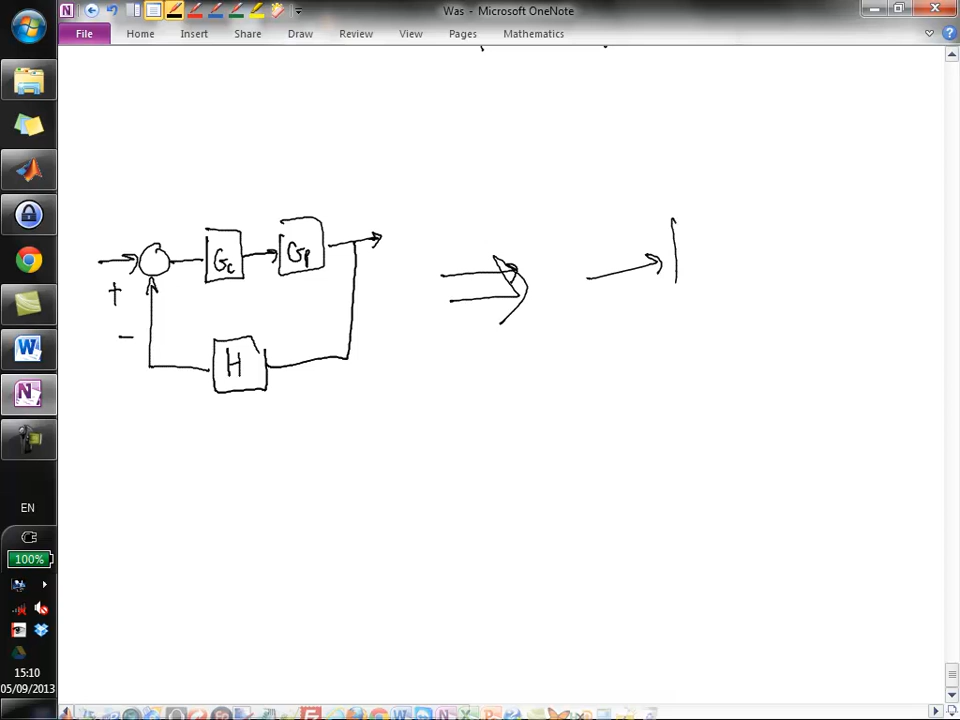 Was - Microsoft OneNote
File Home Insert Share Draw Review View Pages Mathematics
Gc Gp
+
-
H
EN
100%
15:10
05/09/2013